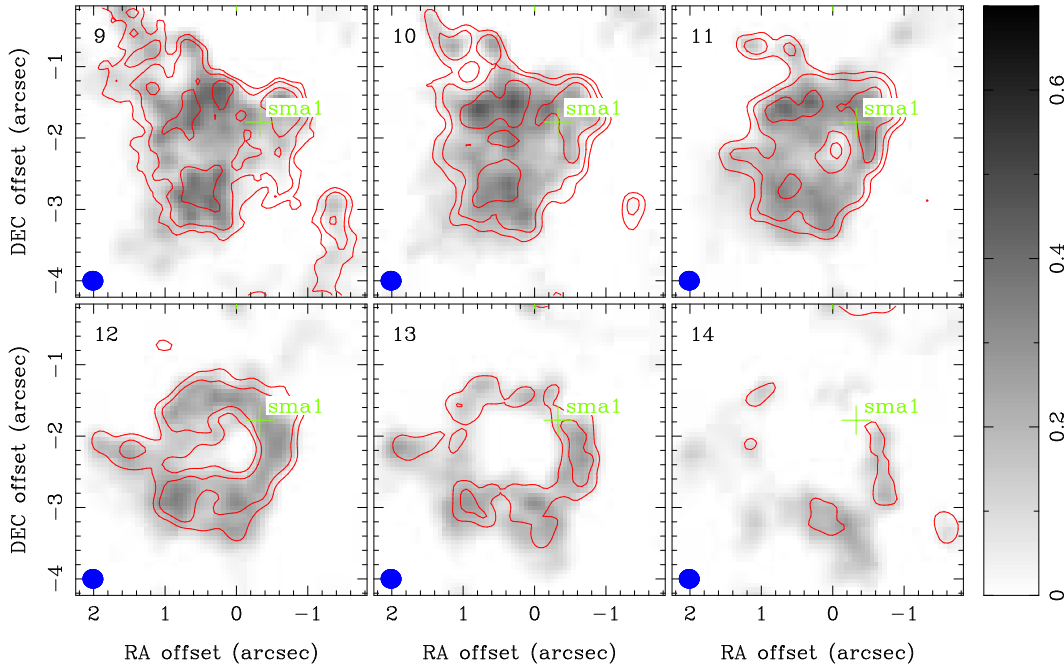 9
sma1
10
sma1
11
sma1
DEC offset (arcsec)
−1
−2
−3
−4
0.6
0.4
0.2
0
12
sma1
13
sma1
14
sma1
DEC offset (arcsec)
−1
−2
−3
−4
2 1 0 −1
2 1 0 −1
2 1 0 −1
RA offset (arcsec)
RA offset (arcsec)
RA offset (arcsec)